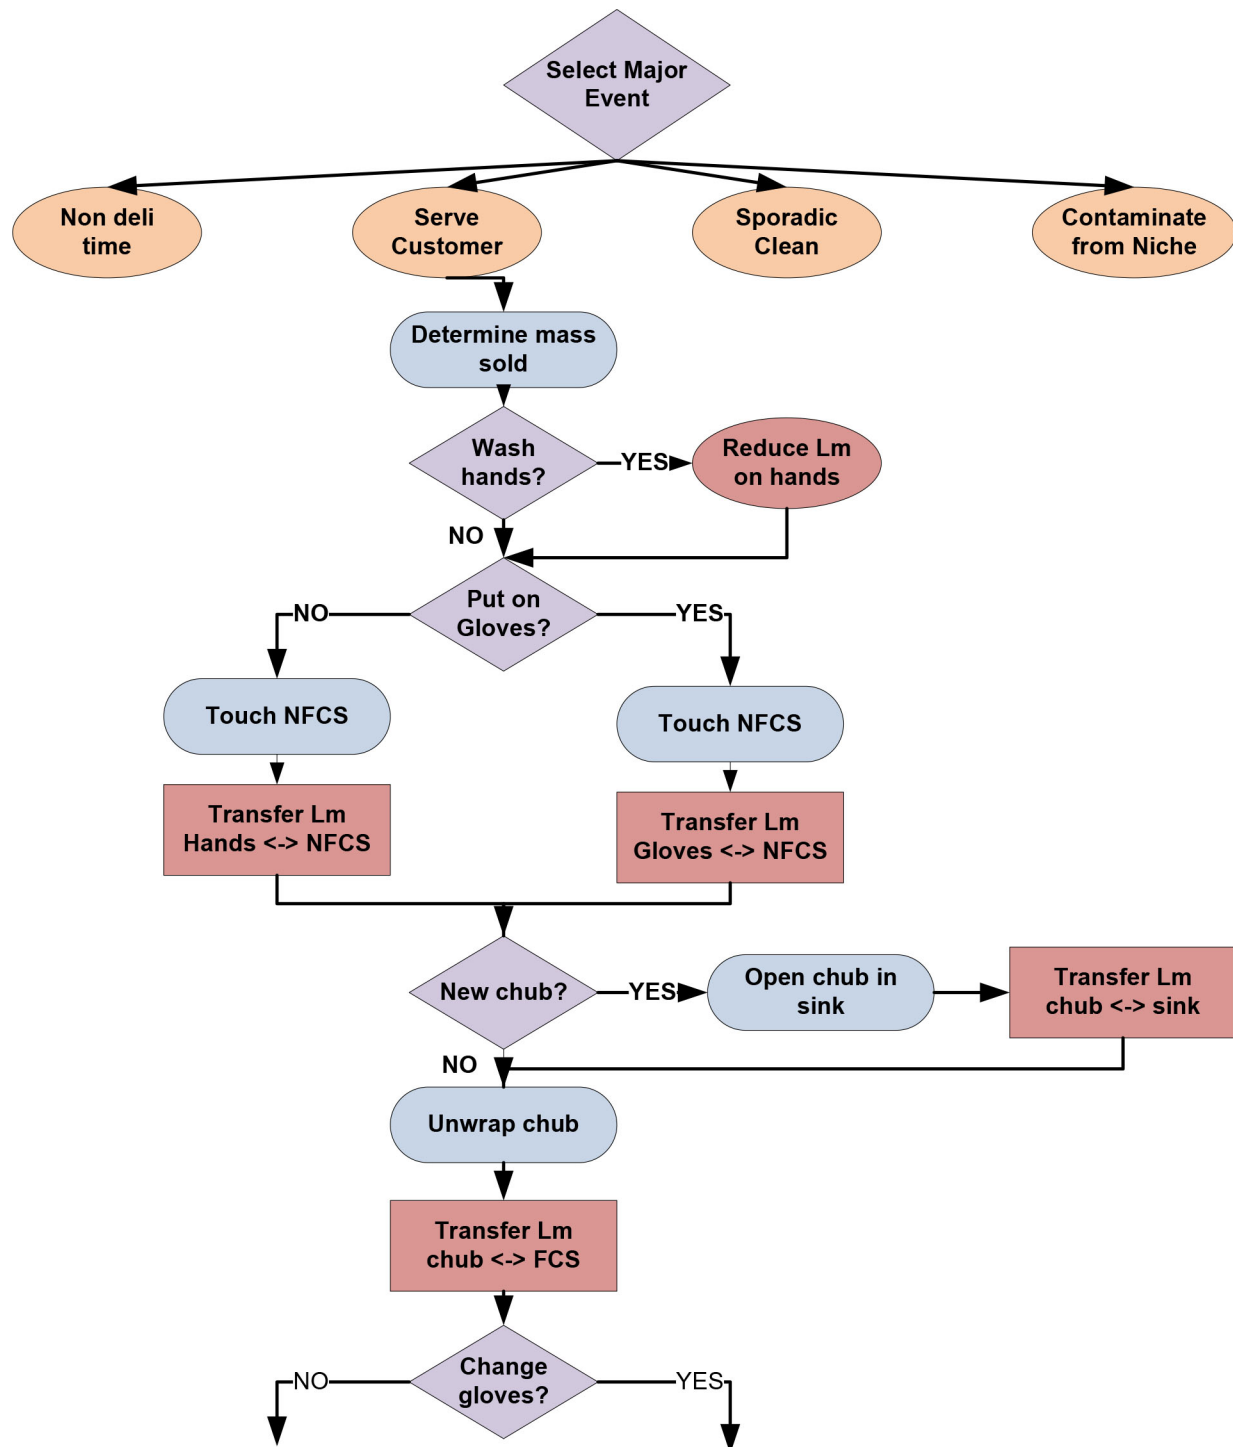 Select Major
Event
Non deli
time
Serve
Customer
Sporadic
Clean
Contaminate
from Niche
Determine mass
sold
Wash
hands?
YES
Reduce Lm
on hands
NO
Put on
Gloves?
NO
YES
Touch NFCS
Touch NFCS
Transfer Lm
Hands <-> NFCS
Transfer Lm
Gloves <-> NFCS
New chub?
YES
Open chub in
sink
Transfer Lm
chub <-> sink
NO
Unwrap chub
Transfer Lm
chub <-> FCS
Change
gloves?
NO
YES